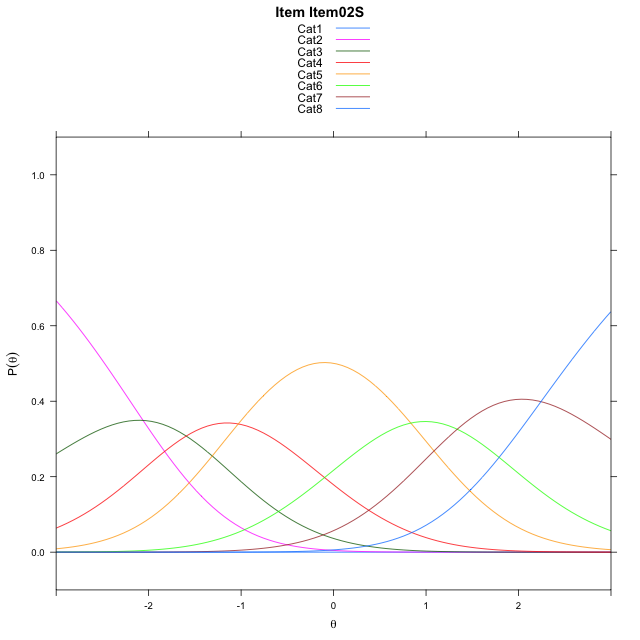 Item Item02S
Cat1
Cat2
Cat3
Cat4
Cat5
Cat6
Cat7
Cat8
1.0
0.8
0.6
0.4
0.2
0.0
P(θ)
-2 -1 0 1 2
θ